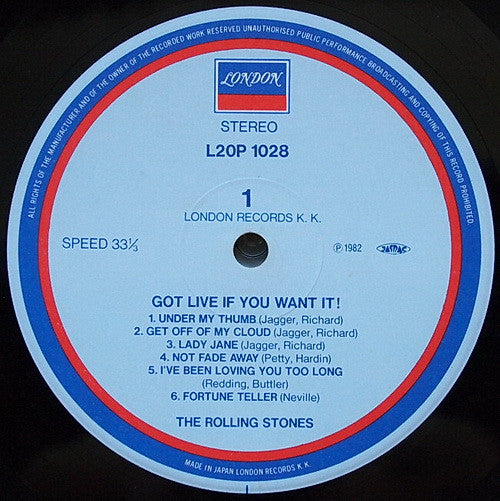 ALL RIGHTS OF THE MANUFACTURER AND OF THE OWNER OF THE RECORDED WORK RESERVED UNAUTHORISED PUBLIC PERFORMANCE BROADCASTING AND COPYING OF THIS RECORD PROHIBITED.
LONDON
STEREO
L20P 1028
1
LONDON RECORDS K. K.
SPEED 33⅓
℗ 1982
JASRAC
GOT LIVE IF YOU WANT IT!
1. UNDER MY THUMB (Jagger, Richard)
2. GET OFF OF MY CLOUD (Jagger, Richard)
3. LADY JANE (Jagger, Richard)
4. NOT FADE AWAY (Petty, Hardin)
5. I'VE BEEN LOVING YOU TOO LONG
(Redding, Buttler)
6. FORTUNE TELLER (Neville)
THE ROLLING STONES
MADE IN JAPAN LONDON RECORDS K. K.